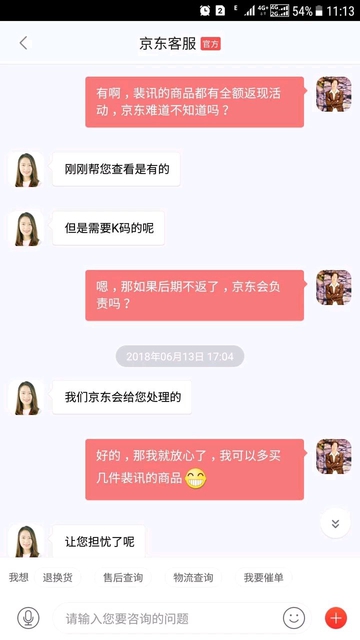 E
4G+
4G
2G
54%
11:13
京东客服 官方
有啊，裴讯的商品都有全额返现活
动，京东难道不知道吗？
刚刚帮您查看是有的
但是需要K码的呢
嗯，那如果后期不返了，京东会负
责吗？
2018年06月13日 17:04
我们京东会给您处理的
好的，那我就放心了，我可以多买
几件裴讯的商品
让您担忧了呢
我想 退换货 售后查询 物流查询 我要催单
请输入您要咨询的问题